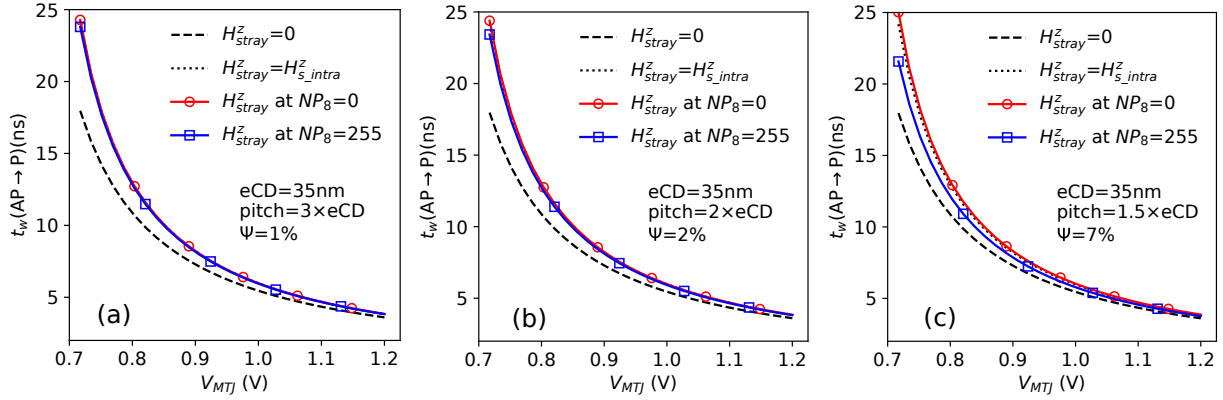 25
20
15
10
5
0.7 0.8 0.9 1.0 1.1 1.2
t_w(AP → P)(ns)
V_MTJ (V)
H^z_stray=0
H^z_stray=H^z_s_intra
H^z_stray at NP_8=0
H^z_stray at NP_8=255
eCD=35nm
pitch=3×eCD
Ψ=1%
(a)
25
20
15
10
5
0.7 0.8 0.9 1.0 1.1 1.2
t_w(AP → P)(ns)
V_MTJ (V)
H^z_stray=0
H^z_stray=H^z_s_intra
H^z_stray at NP_8=0
H^z_stray at NP_8=255
eCD=35nm
pitch=2×eCD
Ψ=2%
(b)
25
20
15
10
5
0.7 0.8 0.9 1.0 1.1 1.2
t_w(AP → P)(ns)
V_MTJ (V)
H^z_stray=0
H^z_stray=H^z_s_intra
H^z_stray at NP_8=0
H^z_stray at NP_8=255
eCD=35nm
pitch=1.5×eCD
Ψ=7%
(c)